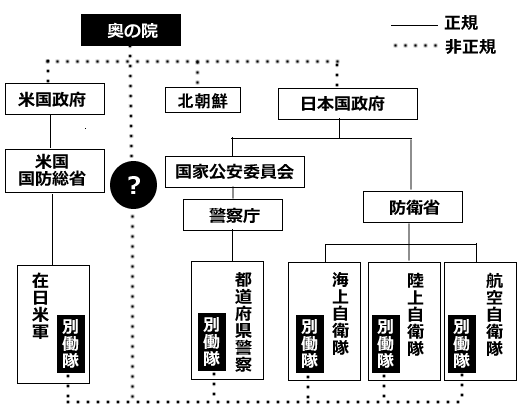 奥の院
正規
非正規
米国政府
北朝鮮
日本国政府
米国
国防総省
?
国家公安委員会
警察庁
防衛省
在日米軍
別働隊
都道府県警察
別働隊
海上自衛隊
別働隊
陸上自衛隊
別働隊
航空自衛隊
別働隊